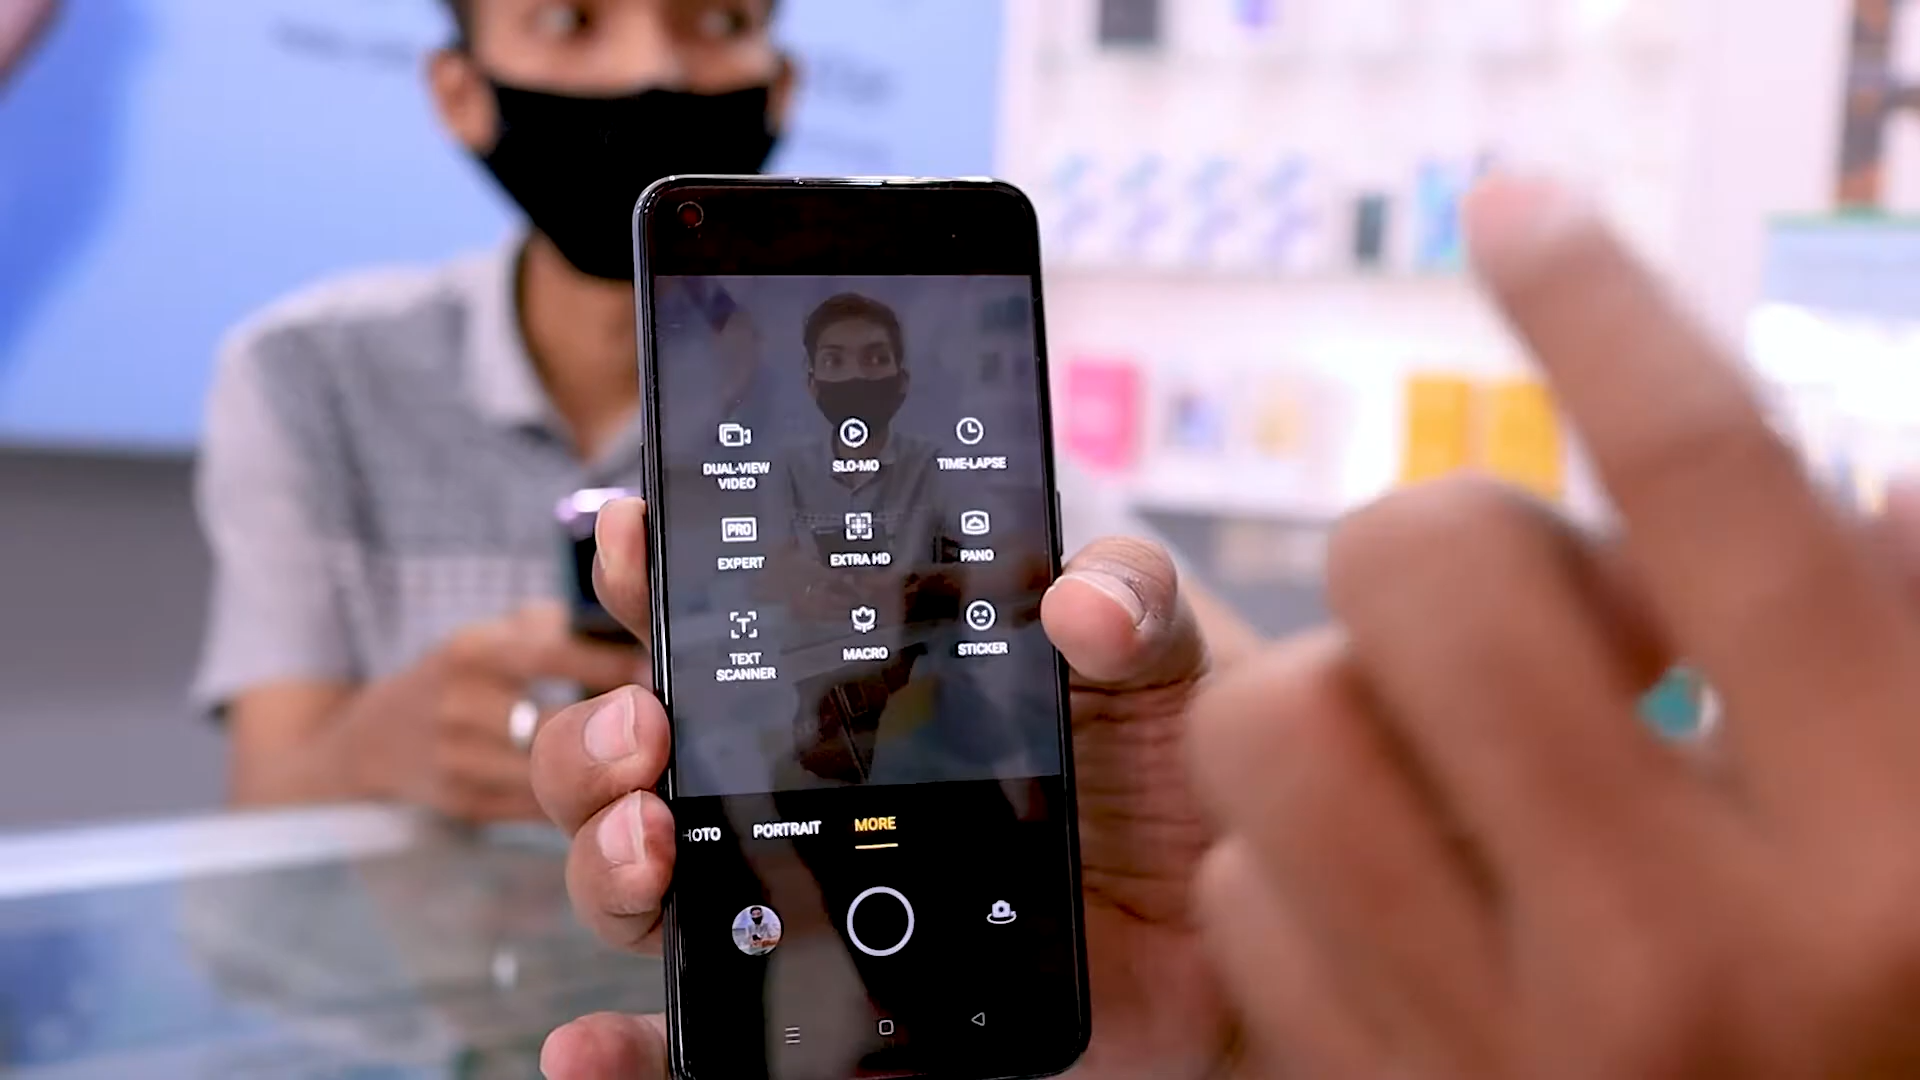 DUAL-VIEW
VIDEO
SLO-MO
TIME-LAPSE
PRO
EXPERT
EXTRA HD
PANO
T
TEXT
SCANNER
MACRO
STICKER
HOTO
PORTRAIT
MORE